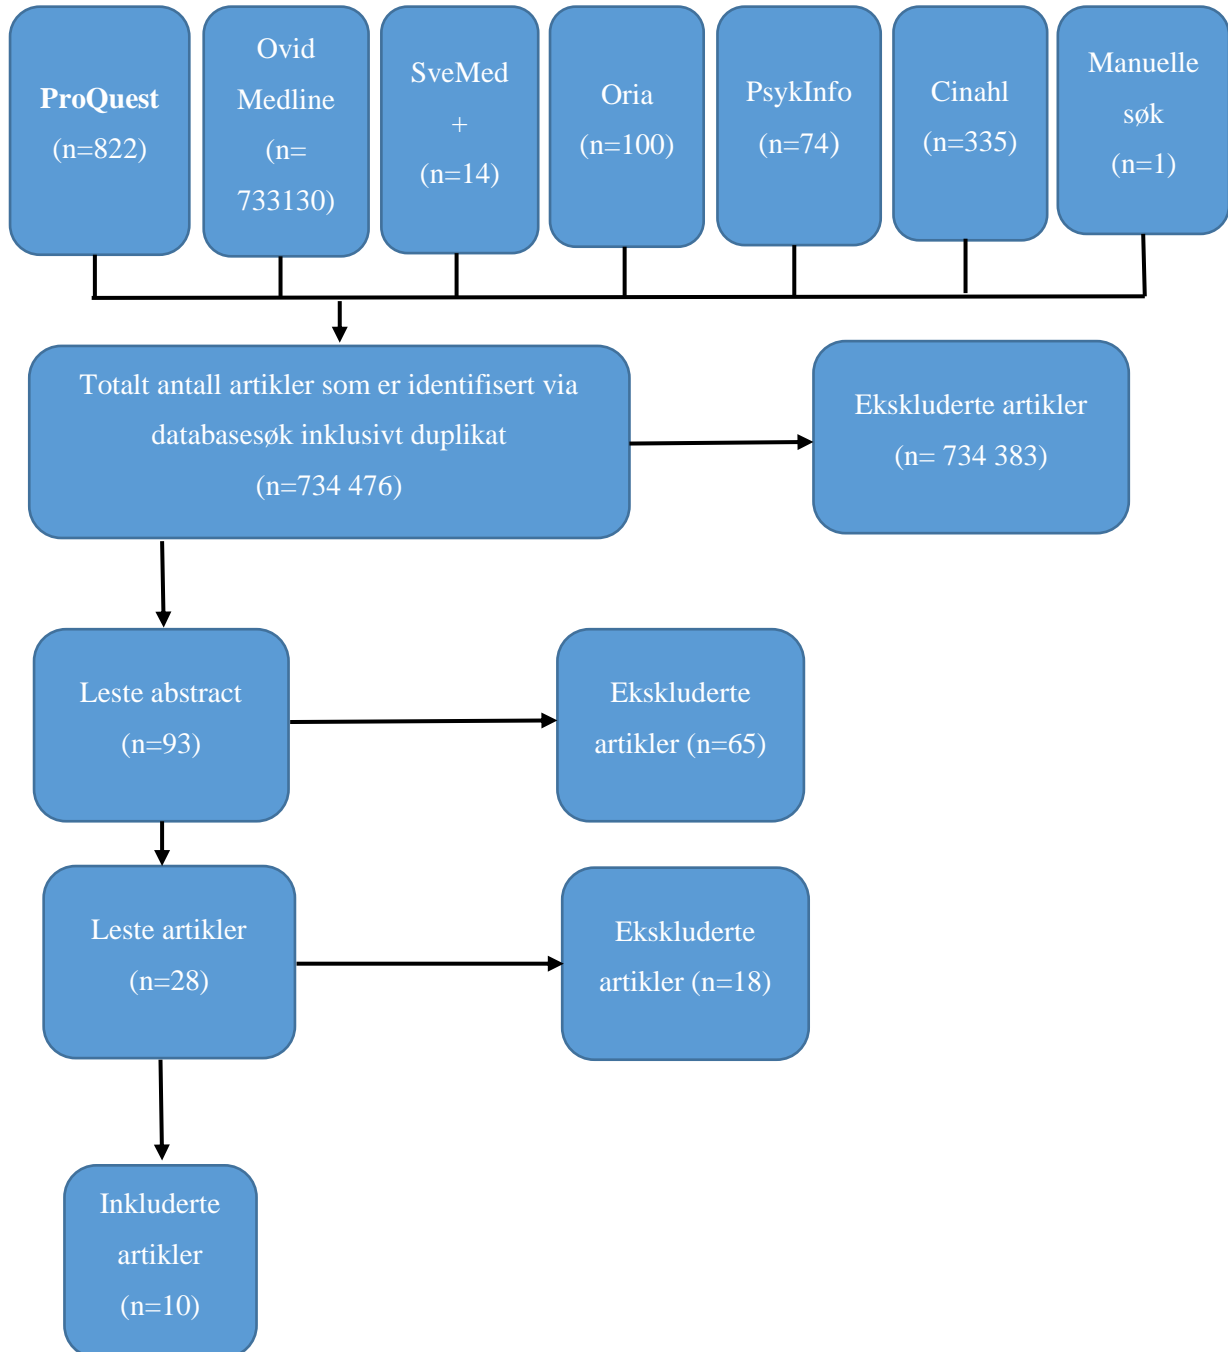 ProQuest
(n=822)
Ovid
Medline
(n=
733130)
SveMed
+
(n=14)
Oria
(n=100)
PsykInfo
(n=74)
Cinahl
(n=335)
Manuelle
søk
(n=1)
Totalt antall artikler som er identifisert via
databasesøk inklusivt duplikat
(n=734 476)
Ekskluderte artikler
(n= 734 383)
Leste abstract
(n=93)
Ekskluderte
artikler (n=65)
Leste artikler
(n=28)
Ekskluderte
artikler (n=18)
Inkluderte
artikler
(n=10)